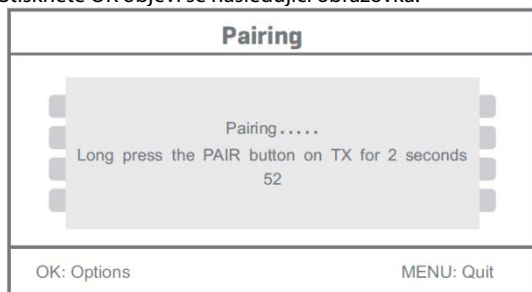 stisknete OK objeví se následující obrazovka.
Pairing
Pairing.....
Long press the PAIR button on TX for 2 seconds
52
OK: Options
MENU: Quit